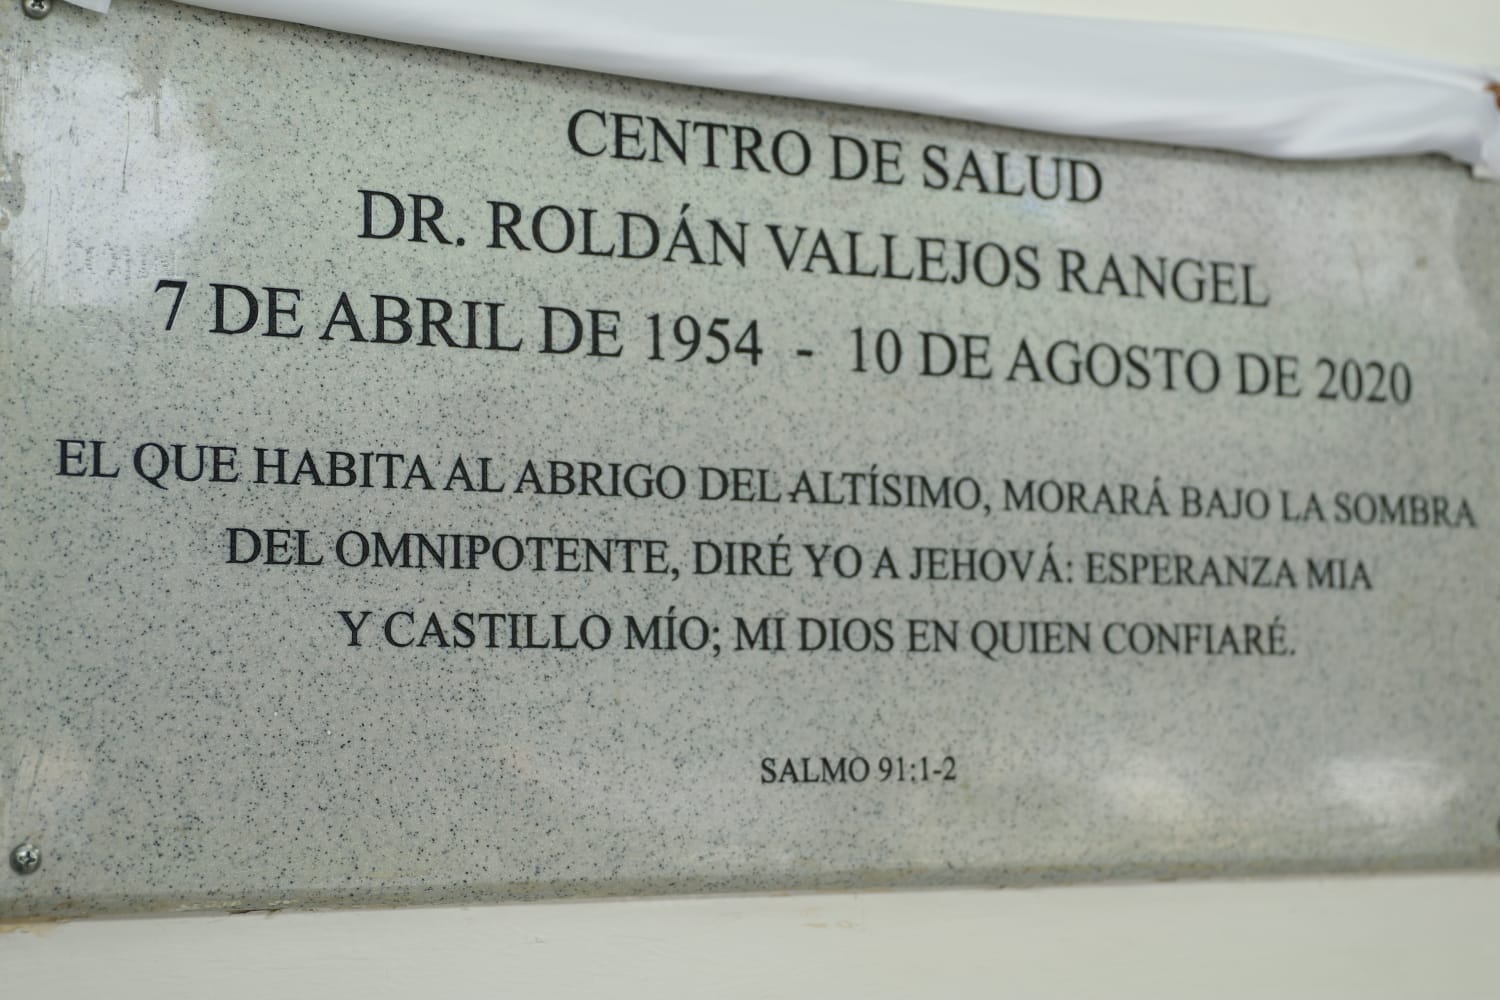 CENTRO DE SALUD
DR. ROLDÁN VALLEJOS RANGEL
7 DE ABRIL DE 1954 - 10 DE AGOSTO DE 2020
EL QUE HABITA AL ABRIGO DEL ALTÍSIMO, MORARÁ BAJO LA SOMBRA
DEL OMNIPOTENTE, DIRÉ YO A JEHOVÁ: ESPERANZA MIA
Y CASTILLO MÍO; MI DIOS EN QUIEN CONFIARÉ.
SALMO 91:1-2